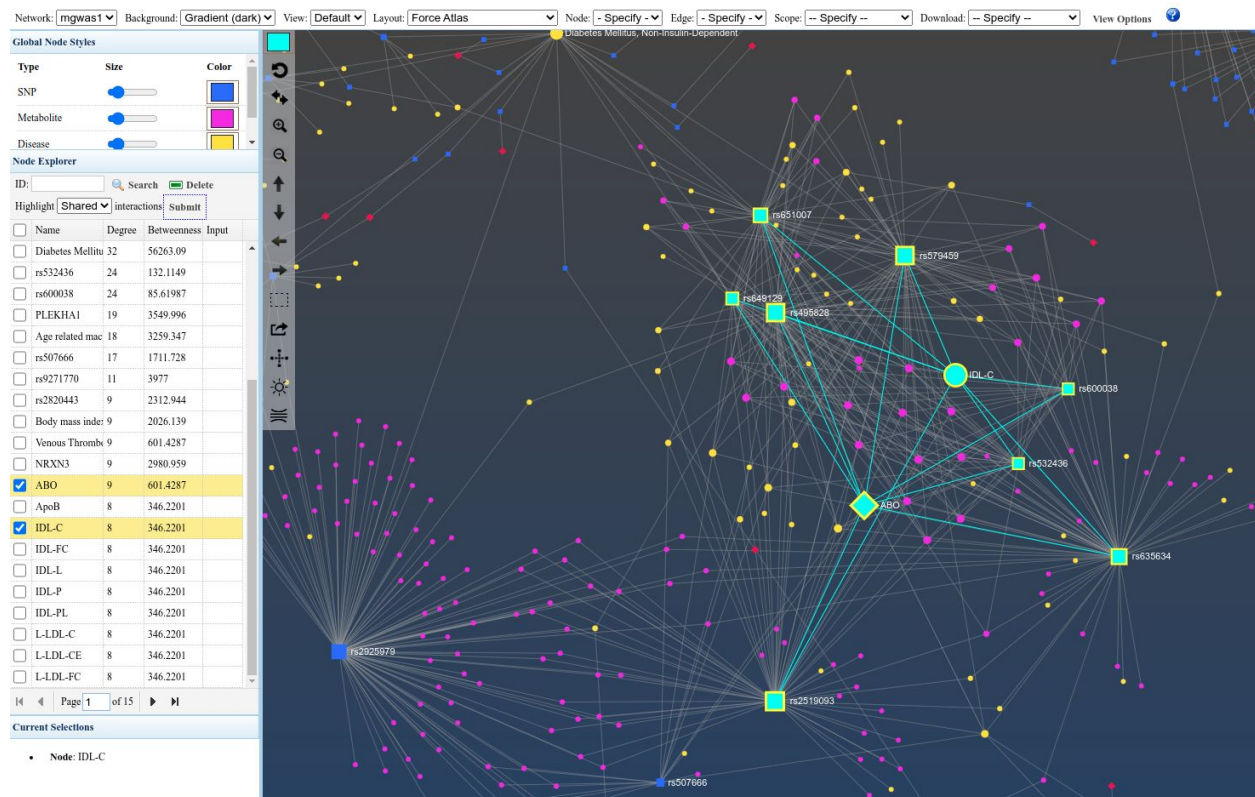 Network: mgwas1 Background: Gradient (dark) View: Default Layout: Force Atlas Node: - Specify - Edge: - Specify - Scope: -- Specify -- Download: -- Specify -- View Options ?
Global Node Styles
Type Size Color
SNP
Metabolite
Disease
Node Explorer
ID: Search Delete
Highlight Shared interactions Submit
Name Degree Betweenness Input
Diabetes Mellitu 32 56263.09
rs532436 24 132.1149
rs600038 24 85.61987
PLEKHA1 19 3549.996
Age related mac 18 3259.347
rs507666 17 1711.728
rs9271770 11 3977
rs2820443 9 2312.944
Body mass inde 9 2026.139
Venous Thromb 9 601.4287
NRXN3 9 2980.959
ABO 9 601.4287
ApoB 8 346.2201
IDL-C 8 346.2201
IDL-FC 8 346.2201
IDL-L 8 346.2201
IDL-P 8 346.2201
IDL-PL 8 346.2201
L-LDL-C 8 346.2201
L-LDL-CE 8 346.2201
L-LDL-FC 8 346.2201
Page 1 of 15
Current Selections
Node: IDL-C
Diabetes Mellitus, Non-Insulin-Dependent
rs651007
rs579459
rs649129
rs495828
IDL-C
rs600038
rs532436
ABO
rs635634
rs2925979
rs2519093
rs507666